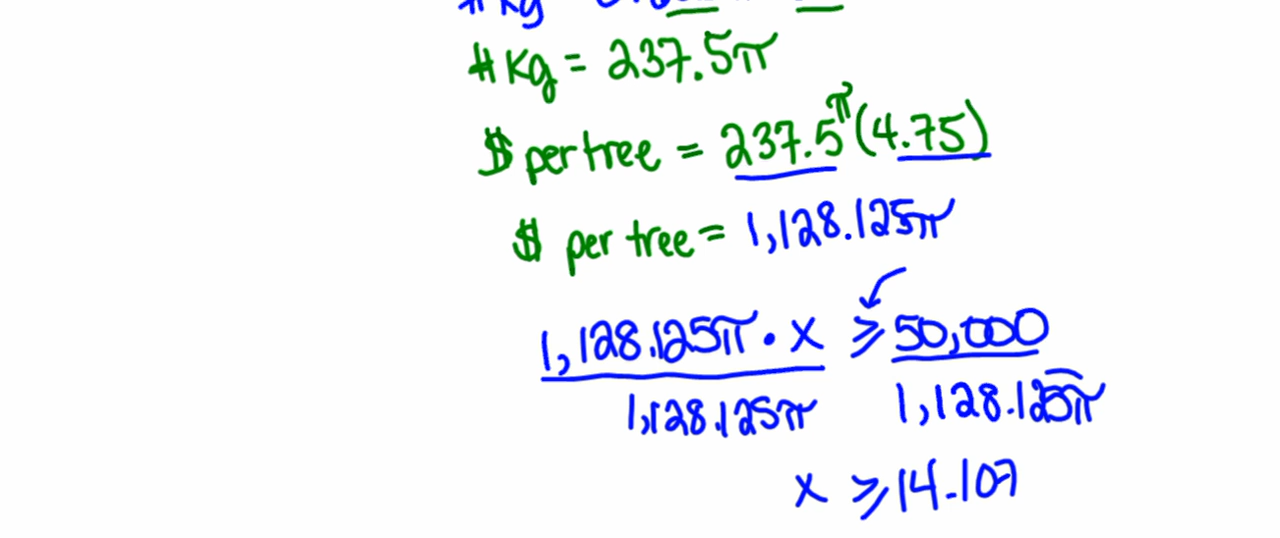 #Kg = 237.5π
$ per tree = 237.5π(4.75)
$ per tree = 1,128.125π
1,128.125π • x ≥ 50,000
1,128.125π 1,128.125π
x ≥ 14.107